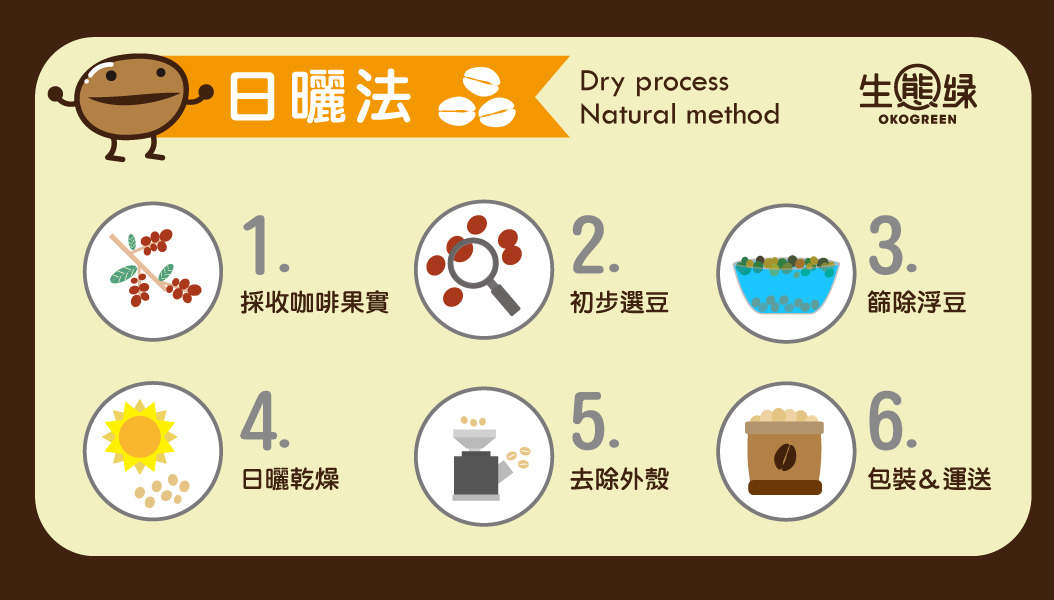 日曬法
Dry process
Natural method
生態绿
OKOGREEN
1.
採收咖啡果實
2.
初步選豆
3.
篩除浮豆
4.
日曬乾燥
5.
去除外殼
6.
包裝&運送